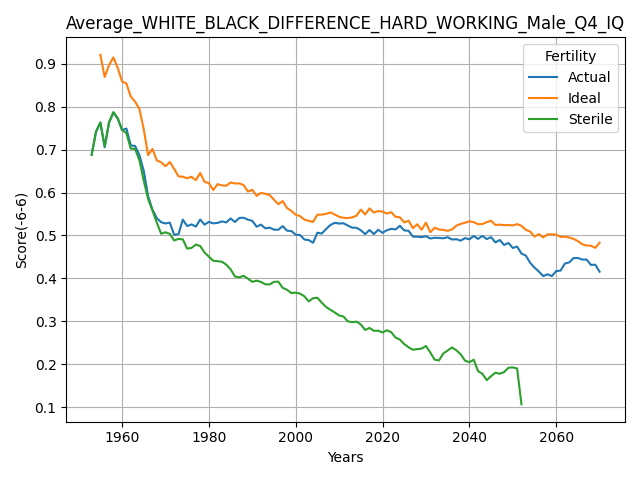 Average_WHITE_BLACK_DIFFERENCE_HARD_WORKING_Male_Q4_IQ
Fertility
Actual
Ideal
Sterile
Score(-6-6)
0.9
0.8
0.7
0.6
0.5
0.4
0.3
0.2
0.1
1960 1980 2000 2020 2040 2060
Years